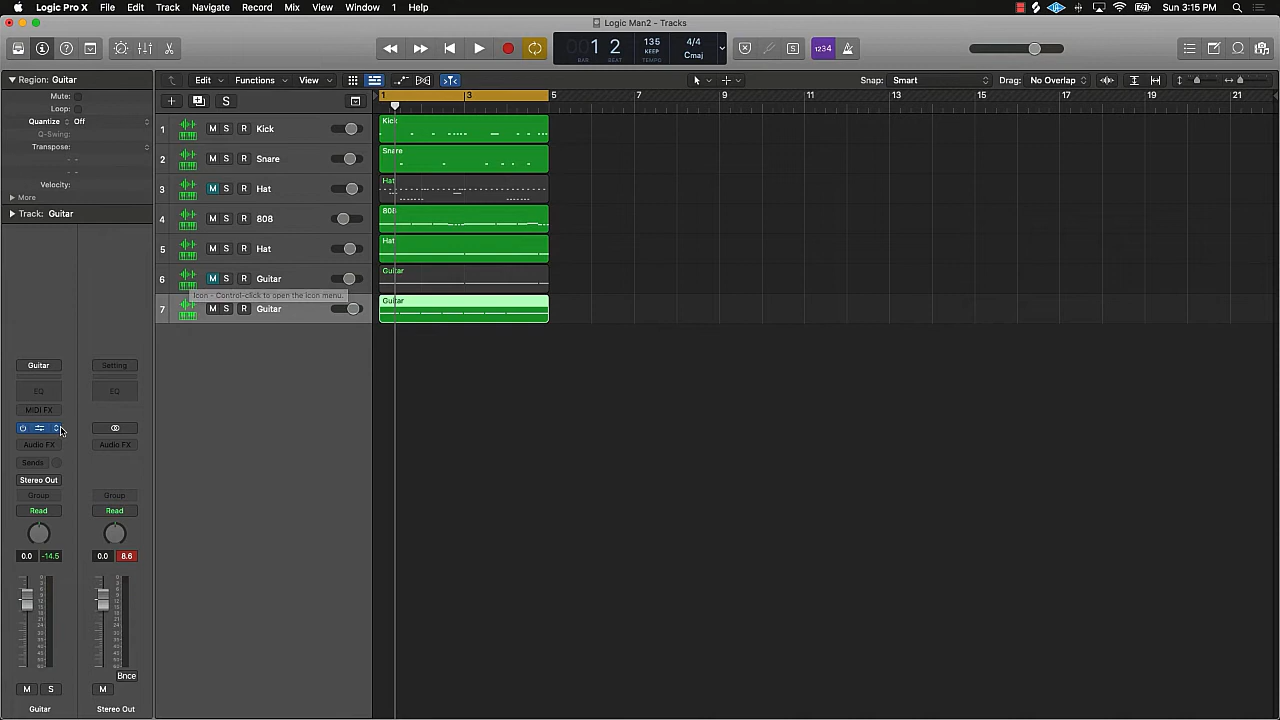 Logic Pro X File Edit Track Navigate Record Mix View Window 1 Help Sun 3:15 PM
Logic Man2 - Tracks
1 2 135 4/4
BAR BEAT KEEP TEMPO Cmaj
1234
Region: Guitar Edit Functions View Snap: Smart Drag: No Overlap
Mute:
Loop:
Quantize Off
Q-Swing:
Transpose:
Velocity:
More
Track: Guitar
S
1 3 5 7 9 11 13 15 17 19 21
1 M S R Kick Kick
2 M S R Snare Snare
3 M S R Hat Hat
4 M S R 808 808
5 M S R Hat Hat
6 M S R Guitar Guitar
Icon - Control-click to open the icon menu.
7 M S R Guitar Guitar
Guitar Setting
EQ EQ
MIDI FX
Audio FX Audio FX
Sends
Stereo Out
Group Group
Read Read
0.0 -14.5 0.0 8.6
Bnce
M S M
Guitar Stereo Out